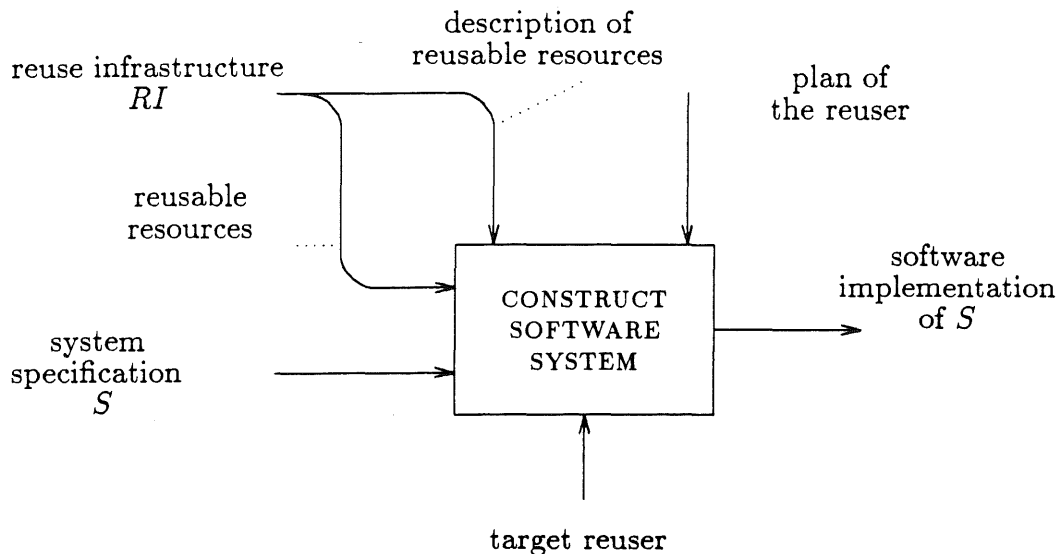 description of
reusable resources
reuse infrastructure
RI
plan of
the reuser
reusable
resources
software
implementation
of S
CONSTRUCT
SOFTWARE
SYSTEM
system
specification
S
target reuser